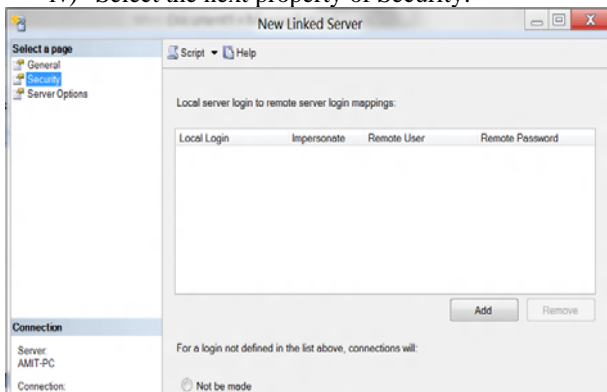 iv) Select the next property of Security.
New Linked Server
Select a page
General
Security
Server Options
Script Help
Local server login to remote server login mappings:
Local Login Impersonate Remote User Remote Password
Add Remove
Connection
Server:
AMIT-PC
Connection:
For a login not defined in the list above, connections will:
Not be made